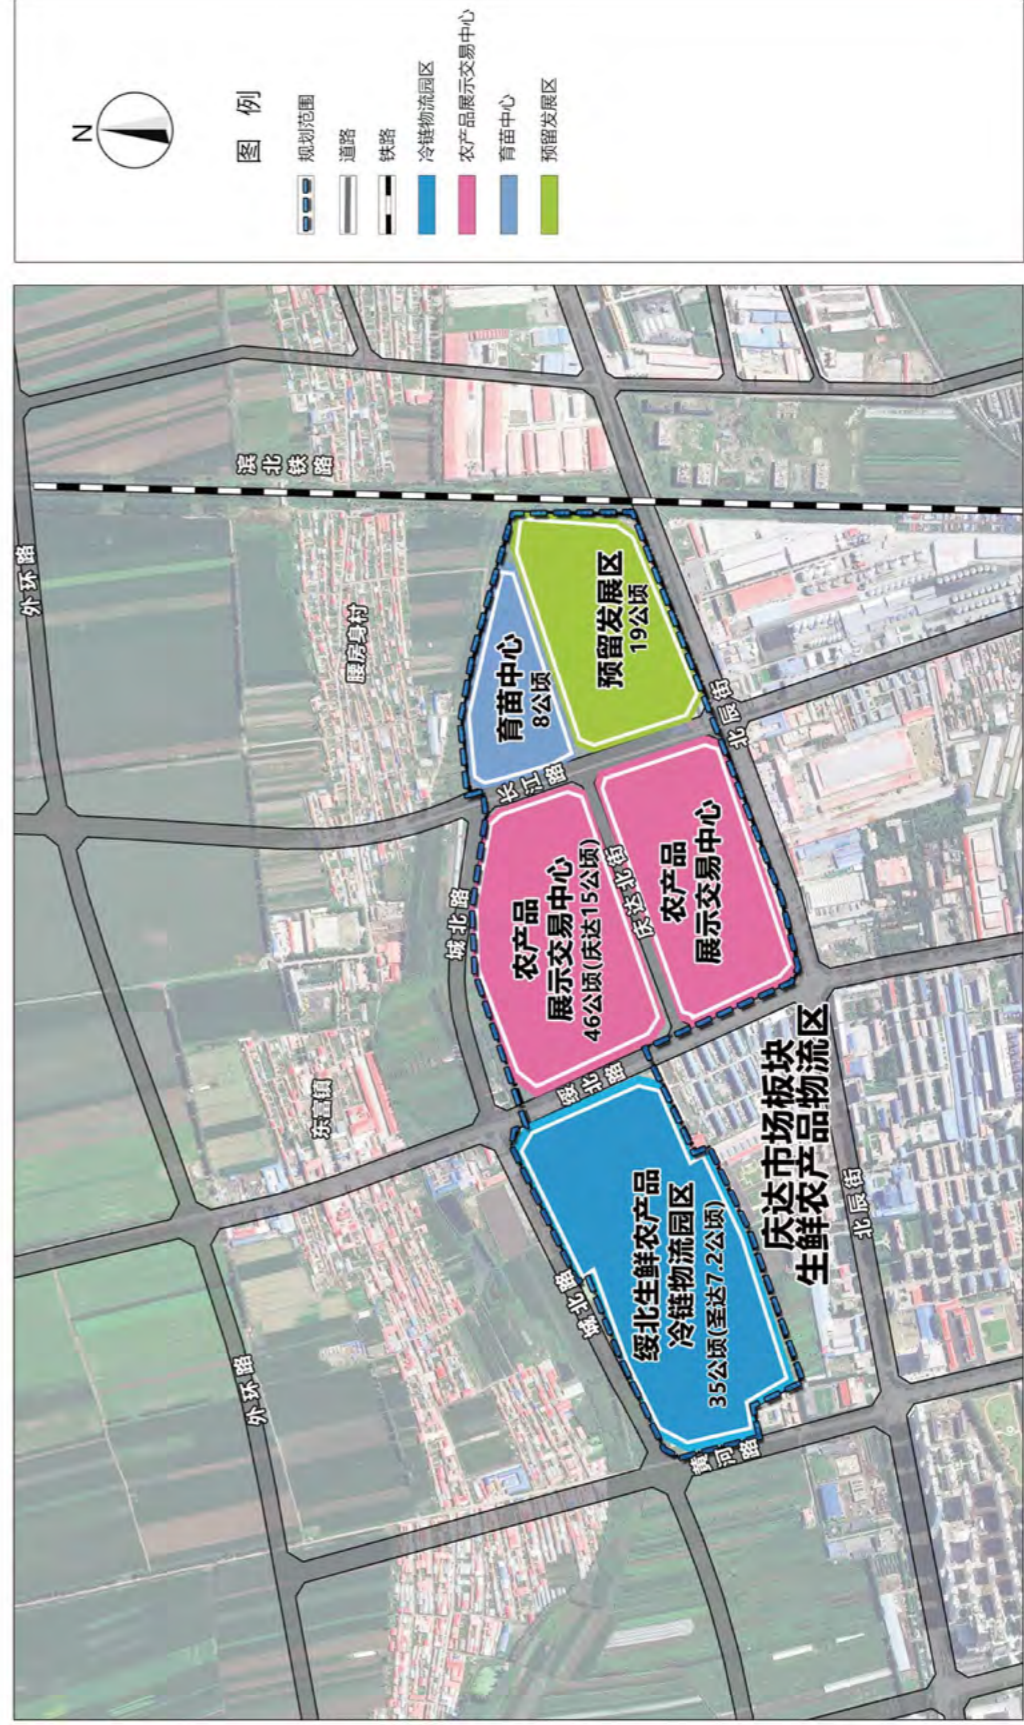 N
图 例
规划范围
道路
铁路
冷链物流园区
农产品展示交易中心
育苗中心
预留发展区
外环路
滨北铁路
腰房身村
城北路
东富镇
外环路
城北路
长江路
绥北路
黄河路
庆达北街
北辰街
北辰街
育苗中心
8公顷
预留发展区
19公顷
农产品
展示交易中心
46公顷(庆达15公顷)
农产品
展示交易中心
绥北生鲜农产品
冷链物流园区
35公顷(圣达7.2公顷)
庆达市场板块
生鲜农产品物流区